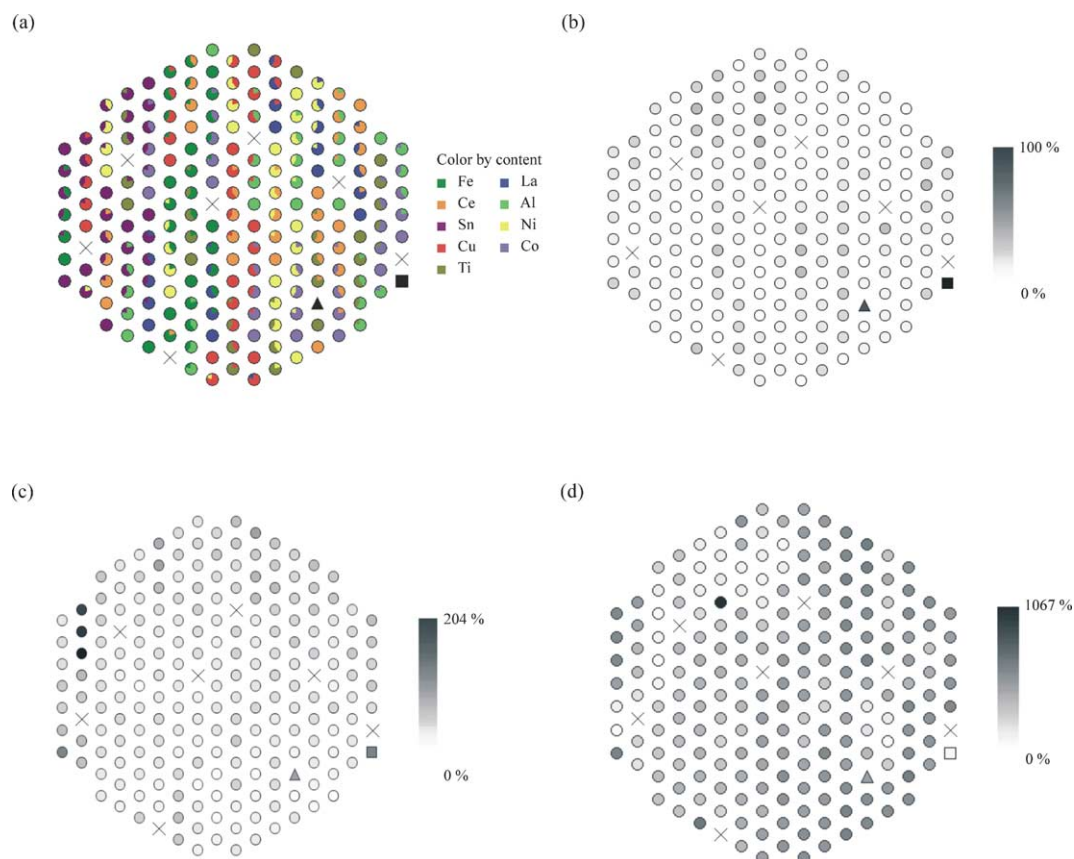 (a)
(b)
Color by content
Fe La
Ce Al
Sn Ni
Cu Co
Ti
100 %
0 %
(c)
(d)
204 %
0 %
1067 %
0 %